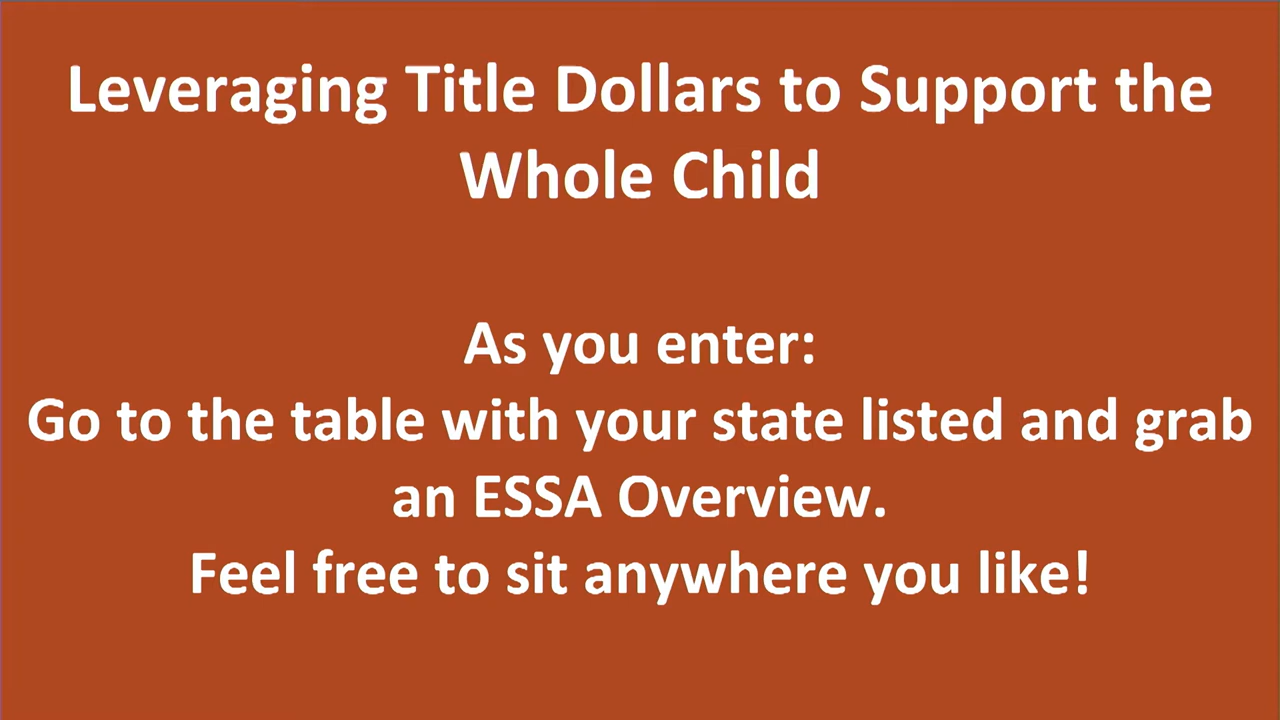 Leveraging Title Dollars to Support the
Whole Child
As you enter:
Go to the table with your state listed and grab
an ESSA Overview.
Feel free to sit anywhere you like!